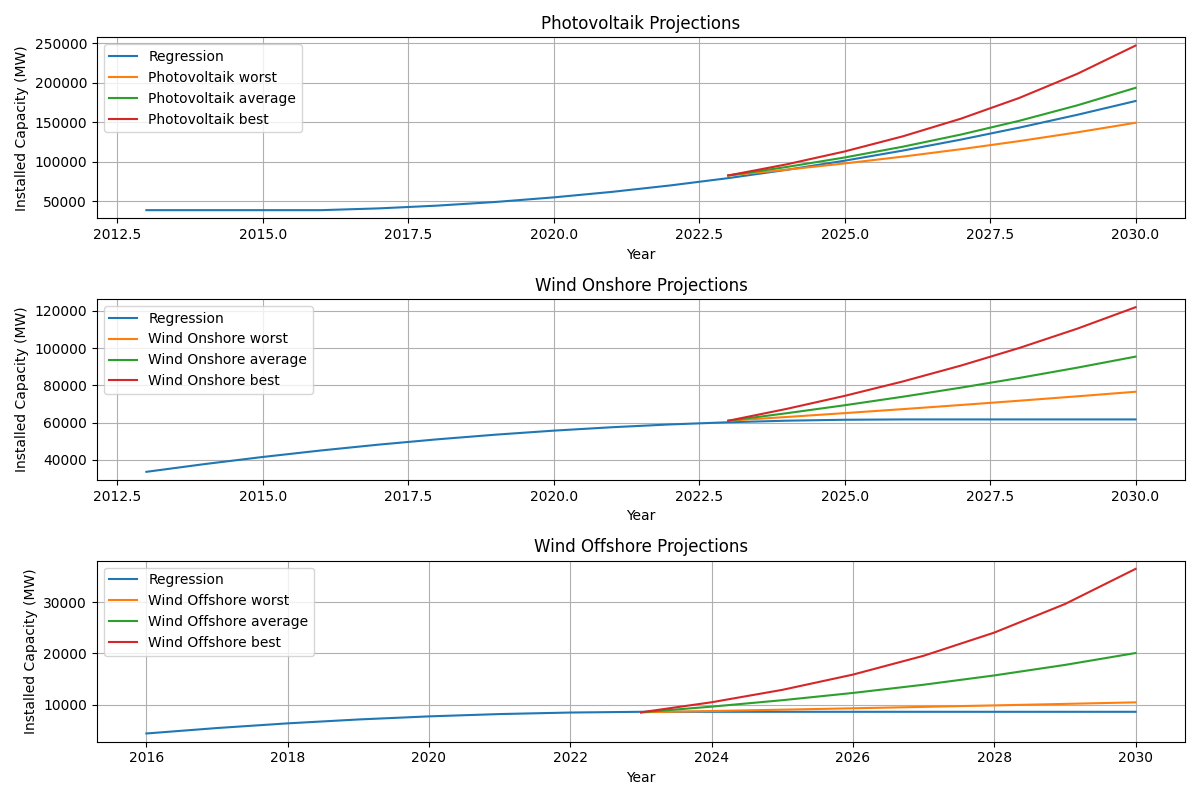 Photovoltaik Projections
Installed Capacity (MW)
250000
200000
150000
100000
50000
Regression
Photovoltaik worst
Photovoltaik average
Photovoltaik best
2012.5 2015.0 2017.5 2020.0 2022.5 2025.0 2027.5 2030.0
Year
Wind Onshore Projections
Installed Capacity (MW)
120000
100000
80000
60000
40000
Regression
Wind Onshore worst
Wind Onshore average
Wind Onshore best
2012.5 2015.0 2017.5 2020.0 2022.5 2025.0 2027.5 2030.0
Year
Wind Offshore Projections
Installed Capacity (MW)
30000
20000
10000
Regression
Wind Offshore worst
Wind Offshore average
Wind Offshore best
2016 2018 2020 2022 2024 2026 2028 2030
Year